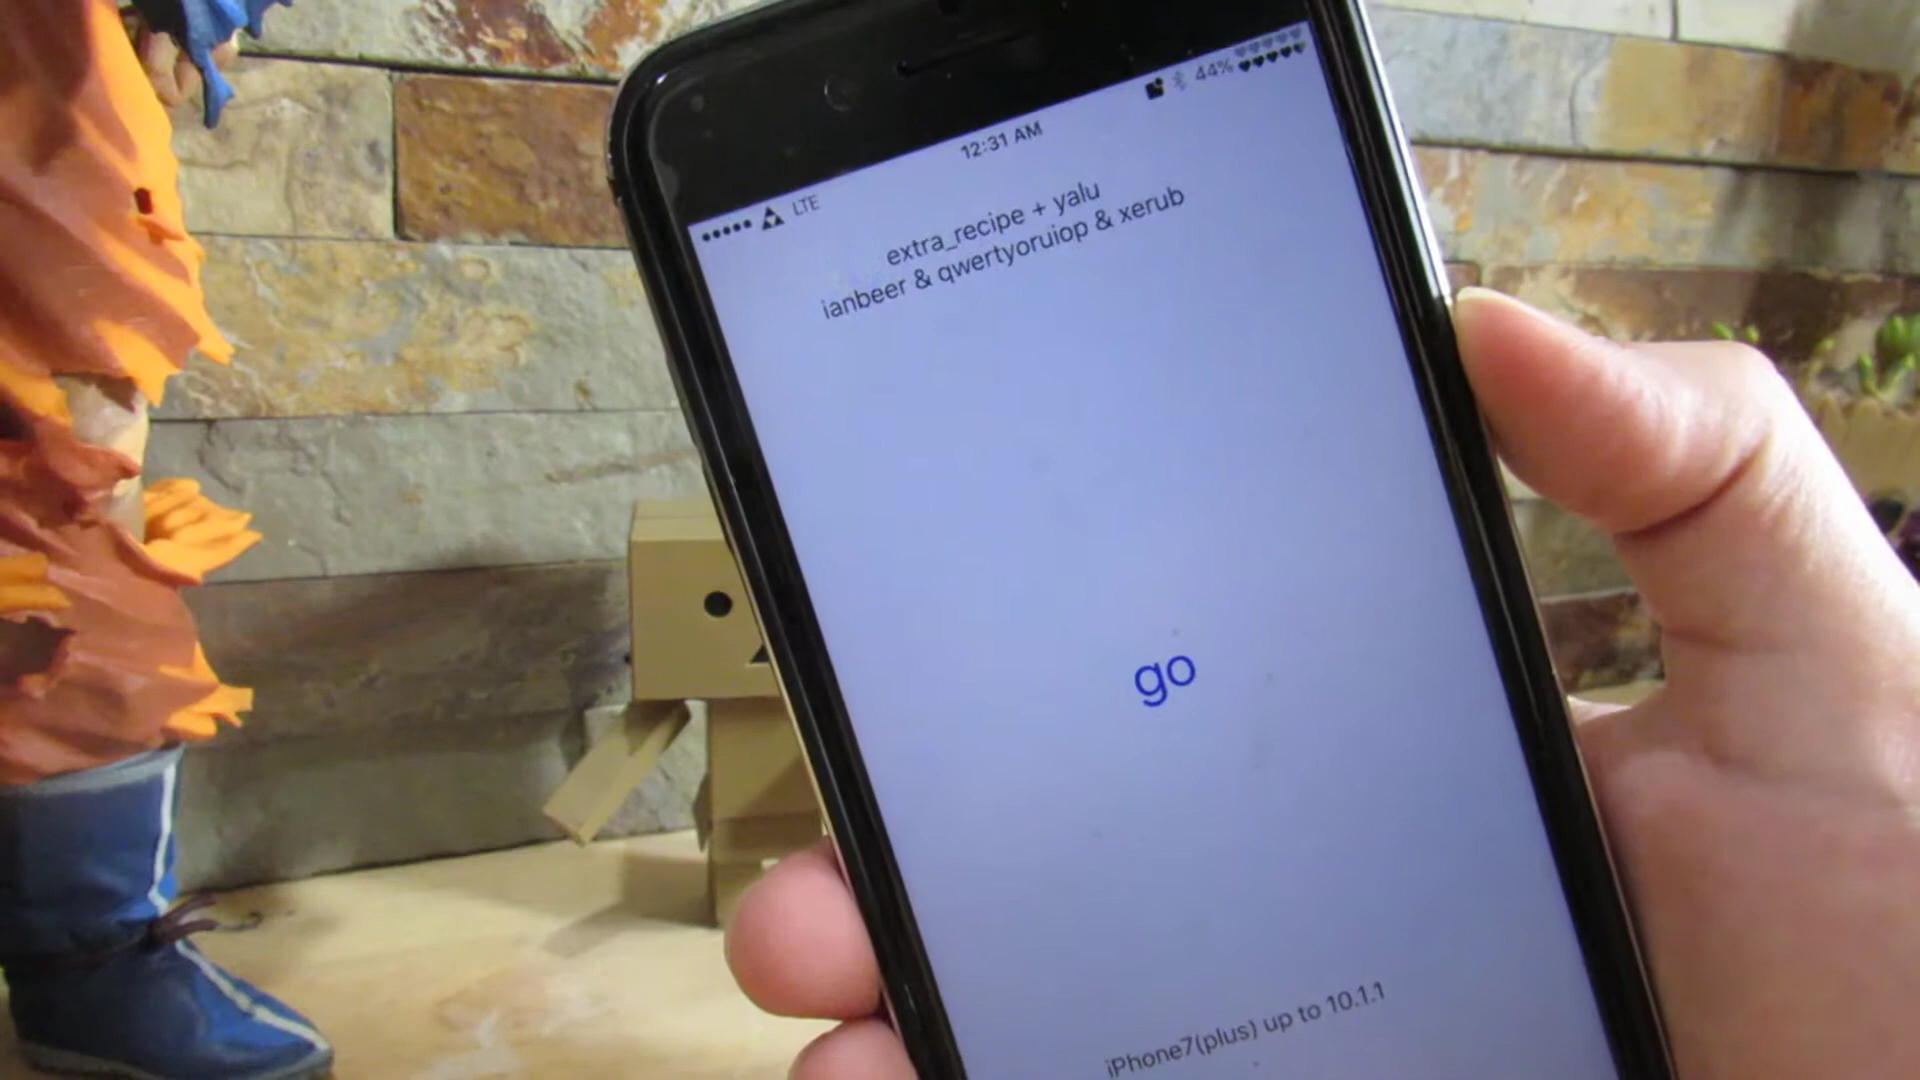 LTE
12:31 AM
44%
extra_recipe + yalu
ianbeer & qwertyoruiop & xerub
go
iPhone7(plus) up to 10.1.1